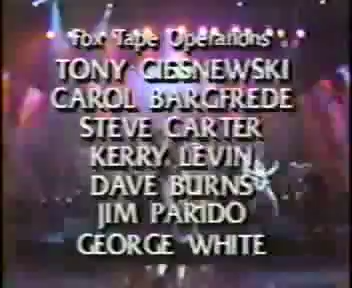 Fox Tape Operations
TONY CIESNEWSKI
CAROL BARGFREDE
STEVE CARTER
KERRY LEVIN
DAVE BURNS
JIM PARIDO
GEORGE WHITE